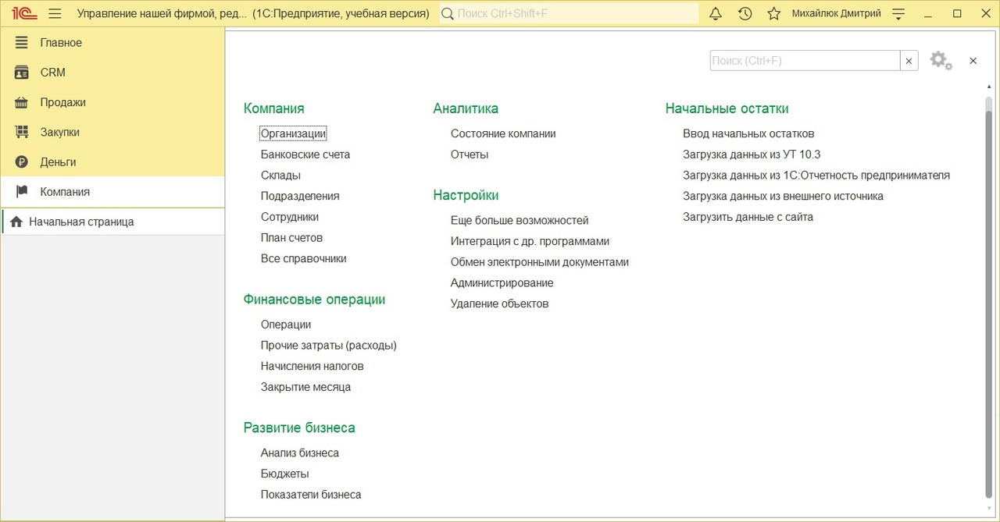 1С Управление нашей фирмой, ред... (1С:Предприятие, учебная версия) Поиск Ctrl+Shift+F Михайлюк Дмитрий
Главное
CRM
Продажи
Закупки
Деньги
Компания
Начальная страница
Поиск (Ctrl+F)
Компания
Организации
Банковские счета
Склады
Подразделения
Сотрудники
План счетов
Все справочники
Финансовые операции
Операции
Прочие затраты (расходы)
Начисления налогов
Закрытие месяца
Развитие бизнеса
Анализ бизнеса
Бюджеты
Показатели бизнеса
Аналитика
Состояние компании
Отчеты
Настройки
Еще больше возможностей
Интеграция с др. программами
Обмен электронными документами
Администрирование
Удаление объектов
Начальные остатки
Ввод начальных остатков
Загрузка данных из УТ 10.3
Загрузка данных из 1С:Отчетность предпринимателя
Загрузка данных из внешнего источника
Загрузить данные с сайта